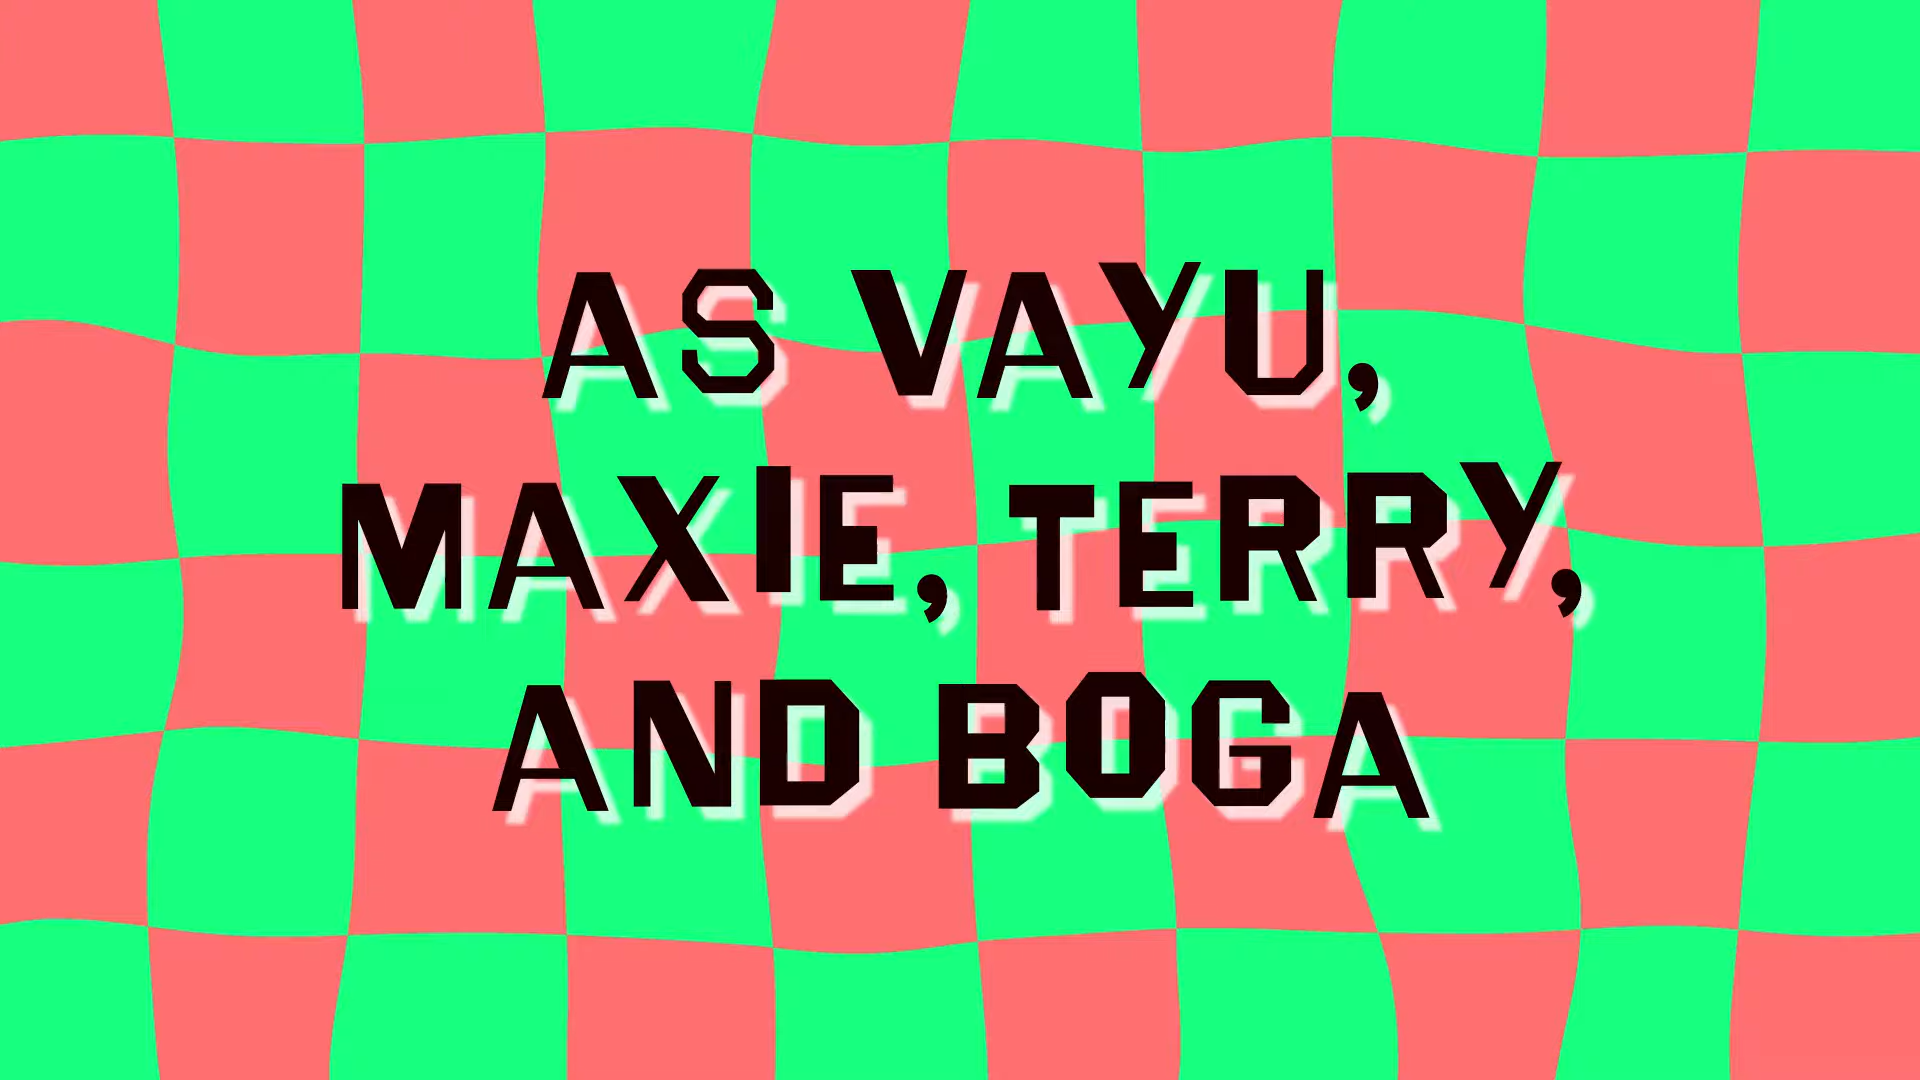 AS VAYU,
MAXIE, TERRY,
AND BOGA